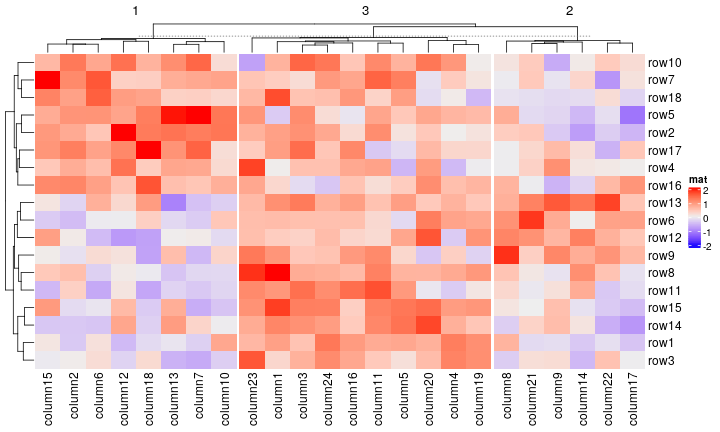 1 3 2
row10
row7
row18
row5
row2
row17
row4
row16
row13
row6
row12
row9
row8
row11
row15
row14
row1
row3
mat
2
1
0
-1
-2
column15 column2 column6 column12 column18 column13 column7 column10 column23 column1 column3 column24 column16 column11 column5 column20 column4 column19 column8 column21 column9 column14 column22 column17